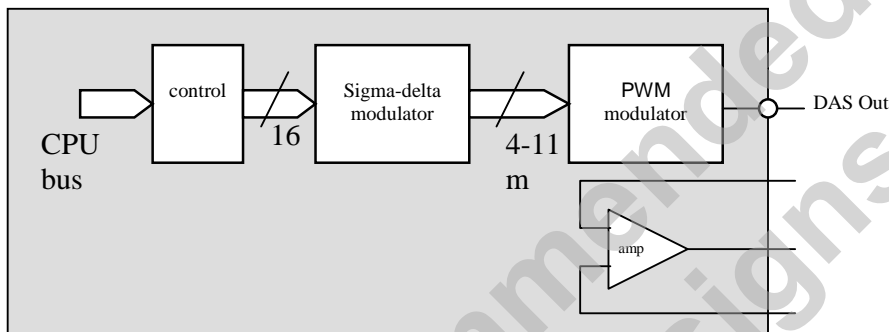 control
Sigma-delta
modulator
PWM
modulator
DAS Out
CPU
bus
16
4-11
m
amp